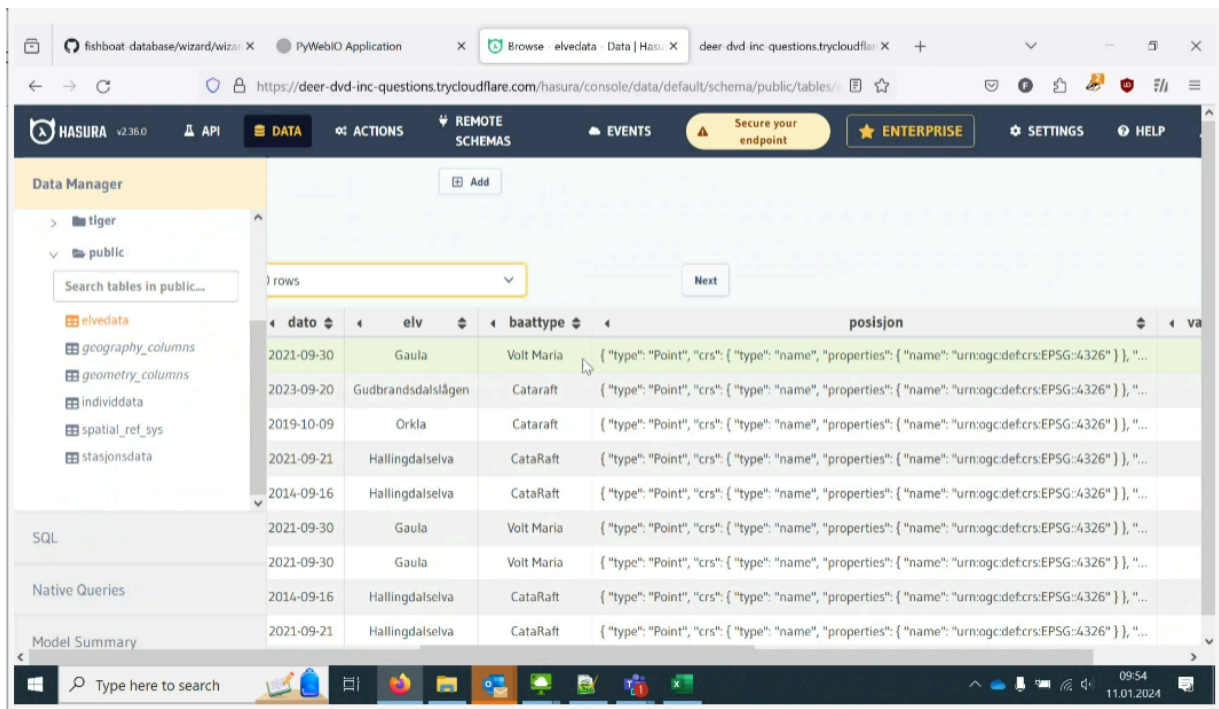 fishboat-database/wizard/wizar
PyWebIO Application
Browse - elvedata - Data | Hasu
deer-dvd-inc-questions.trycloudflar
https://deer-dvd-inc-questions.trycloudflare.com/hasura/console/data/default/schema/public/tables/
HASURA v2.36.0
API
DATA
ACTIONS
REMOTE
SCHEMAS
EVENTS
Secure your
endpoint
ENTERPRISE
SETTINGS
HELP
Data Manager
Add
tiger
public
Search tables in public....
rows
Next
elvedata
geography_columns
geometry_columns
individdata
spatial_ref_sys
stasjonsdata
SQL
Native Queries
Model Summary
dato elv baattype posisjon va
2021-09-30 Gaula Volt Maria { "type": "Point", "crs": { "type": "name", "properties": { "name": "urn:ogc:def:crs:EPSG::4326" } }, "...
2023-09-20 Gudbrandsdalslågen Cataraft { "type": "Point", "crs": { "type": "name", "properties": { "name": "urn:ogc:def:crs:EPSG::4326" } }, "...
2019-10-09 Orkla Cataraft { "type": "Point", "crs": { "type": "name", "properties": { "name": "urn:ogc:def:crs:EPSG::4326" } }, "...
2021-09-21 Hallingdalselva CataRaft { "type": "Point", "crs": { "type": "name", "properties": { "name": "urn:ogc:def:crs:EPSG::4326" } }, "...
2014-09-16 Hallingdalselva CataRaft { "type": "Point", "crs": { "type": "name", "properties": { "name": "urn:ogc:def:crs:EPSG::4326" } }, "...
2021-09-30 Gaula Volt Maria { "type": "Point", "crs": { "type": "name", "properties": { "name": "urn:ogc:def:crs:EPSG::4326" } }, "...
2021-09-30 Gaula Volt Maria { "type": "Point", "crs": { "type": "name", "properties": { "name": "urn:ogc:def:crs:EPSG::4326" } }, "...
2014-09-16 Hallingdalselva CataRaft { "type": "Point", "crs": { "type": "name", "properties": { "name": "urn:ogc:def:crs:EPSG::4326" } }, "...
2021-09-21 Hallingdalselva CataRaft { "type": "Point", "crs": { "type": "name", "properties": { "name": "urn:ogc:def:crs:EPSG::4326" } }, "...
Type here to search
09:54
11.01.2024